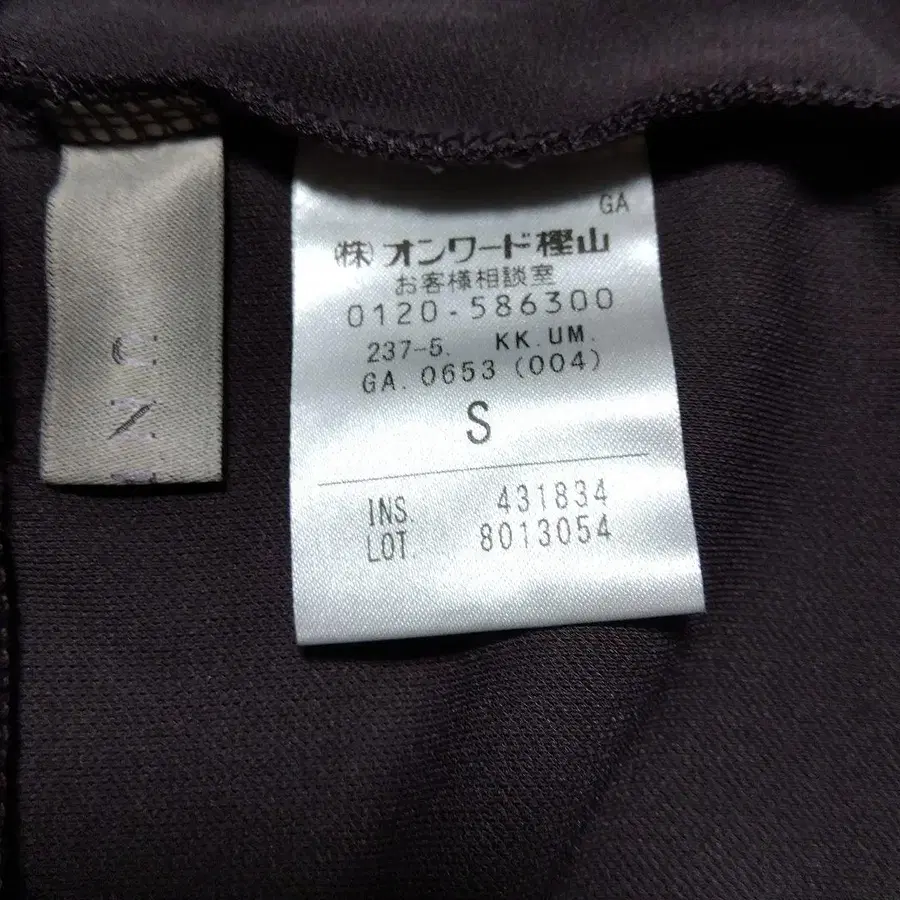 GA
(株)オンワード樫山
お客様相談室
0120-586300
237-5. KK.UM.
GA. 0653 (004)
S
INS. 431834
LOT. 8013054